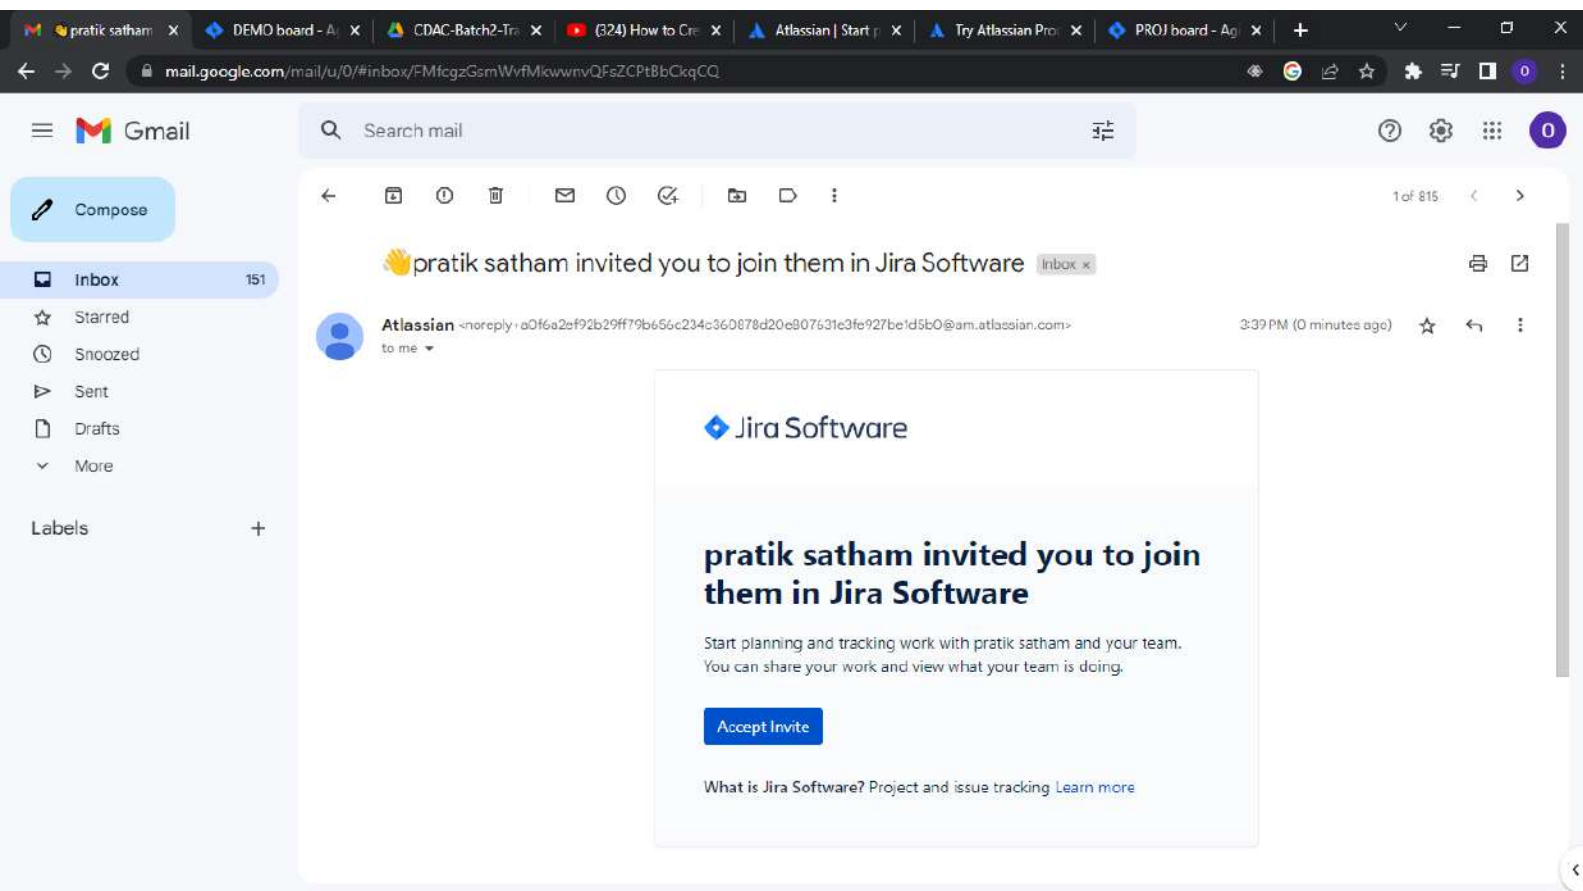 pratik satham
DEMO board - A
CDAC-Batch2-Tra
(324) How to Cre
Atlassian | Start p
Try Atlassian Pro
PROJ board - Agi
mail.google.com/mail/u/0/#inbox/FMfcgzGsmWvfMkwwnvQFsZCPtBbCkqCQ
0
Gmail
Search mail
0
Compose
1 of 815
👋pratik satham invited you to join them in Jira Software Inbox x
Inbox 151
Starred
Snoozed
Sent
Drafts
More
Labels
Atlassian <noreply+a0f6a2ef92b29ff79b656c234c360878d20e807631e3fe927be1d5b0@am.atlassian.com>
3:39 PM (0 minutes ago)
to me
Jira Software
pratik satham invited you to join
them in Jira Software
Start planning and tracking work with pratik satham and your team.
You can share your work and view what your team is doing.
Accept Invite
What is Jira Software? Project and issue tracking Learn more